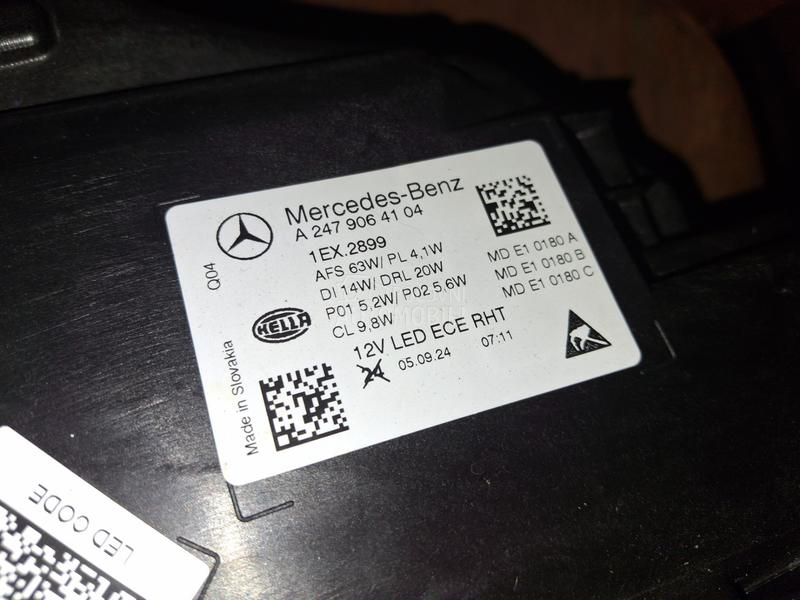 Mercedes-Benz
A 247 906 41 04
1EX.2899
AFS 63W/ PL 4,1W
DI 14W/ DRL 20W
P01 5,2W/ P02 5,6W
CL 9,8W
MD E1 0180 A
MD E1 0180 B
MD E1 0180 C
12V LED ECE RHT
05.09.24 07:11
Q04
HELLA
Made in Slovakia
LED CODE